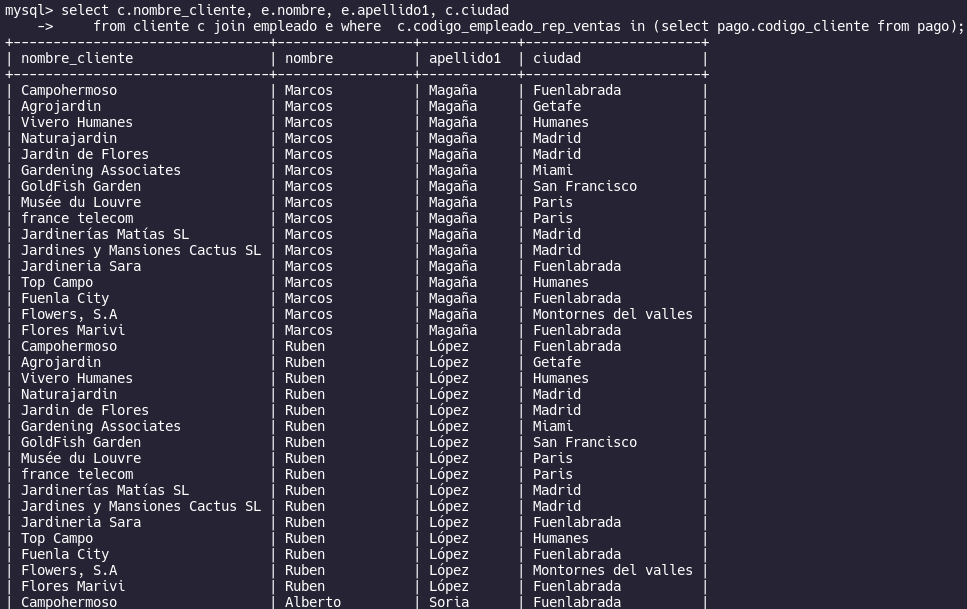 mysql> select c.nombre_cliente, e.nombre, e.apellido1, c.ciudad
    ->     from cliente c join empleado e where  c.codigo_empleado_rep_ventas in (select pago.codigo_cliente from pago);
+--------------------------------+-----------------+------------+----------------------+
| nombre_cliente                 | nombre          | apellido1  | ciudad               |
+--------------------------------+-----------------+------------+----------------------+
| Campohermoso                   | Marcos          | Magaña     | Fuenlabrada          |
| Agrojardin                     | Marcos          | Magaña     | Getafe               |
| Vivero Humanes                 | Marcos          | Magaña     | Humanes              |
| Naturajardin                   | Marcos          | Magaña     | Madrid               |
| Jardin de Flores               | Marcos          | Magaña     | Madrid               |
| Gardening Associates           | Marcos          | Magaña     | Miami                |
| GoldFish Garden                | Marcos          | Magaña     | San Francisco        |
| Musée du Louvre                | Marcos          | Magaña     | Paris                |
| france telecom                 | Marcos          | Magaña     | Paris                |
| Jardinerías Matías SL          | Marcos          | Magaña     | Madrid               |
| Jardines y Mansiones Cactus SL | Marcos          | Magaña     | Madrid               |
| Jardineria Sara                | Marcos          | Magaña     | Fuenlabrada          |
| Top Campo                      | Marcos          | Magaña     | Humanes              |
| Fuenla City                    | Marcos          | Magaña     | Fuenlabrada          |
| Flowers, S.A                   | Marcos          | Magaña     | Montornes del valles |
| Flores Marivi                  | Marcos          | Magaña     | Fuenlabrada          |
| Campohermoso                   | Ruben           | López      | Fuenlabrada          |
| Agrojardin                     | Ruben           | López      | Getafe               |
| Vivero Humanes                 | Ruben           | López      | Humanes              |
| Naturajardin                   | Ruben           | López      | Madrid               |
| Jardin de Flores               | Ruben           | López      | Madrid               |
| Gardening Associates           | Ruben           | López      | Miami                |
| GoldFish Garden                | Ruben           | López      | San Francisco        |
| Musée du Louvre                | Ruben           | López      | Paris                |
| france telecom                 | Ruben           | López      | Paris                |
| Jardinerías Matías SL          | Ruben           | López      | Madrid               |
| Jardines y Mansiones Cactus SL | Ruben           | López      | Madrid               |
| Jardineria Sara                | Ruben           | López      | Fuenlabrada          |
| Top Campo                      | Ruben           | López      | Humanes              |
| Fuenla City                    | Ruben           | López      | Fuenlabrada          |
| Flowers, S.A                   | Ruben           | López      | Montornes del valles |
| Flores Marivi                  | Ruben           | López      | Fuenlabrada          |
| Campohermoso                   | Alberto         | Soria      | Fuenlabrada          |